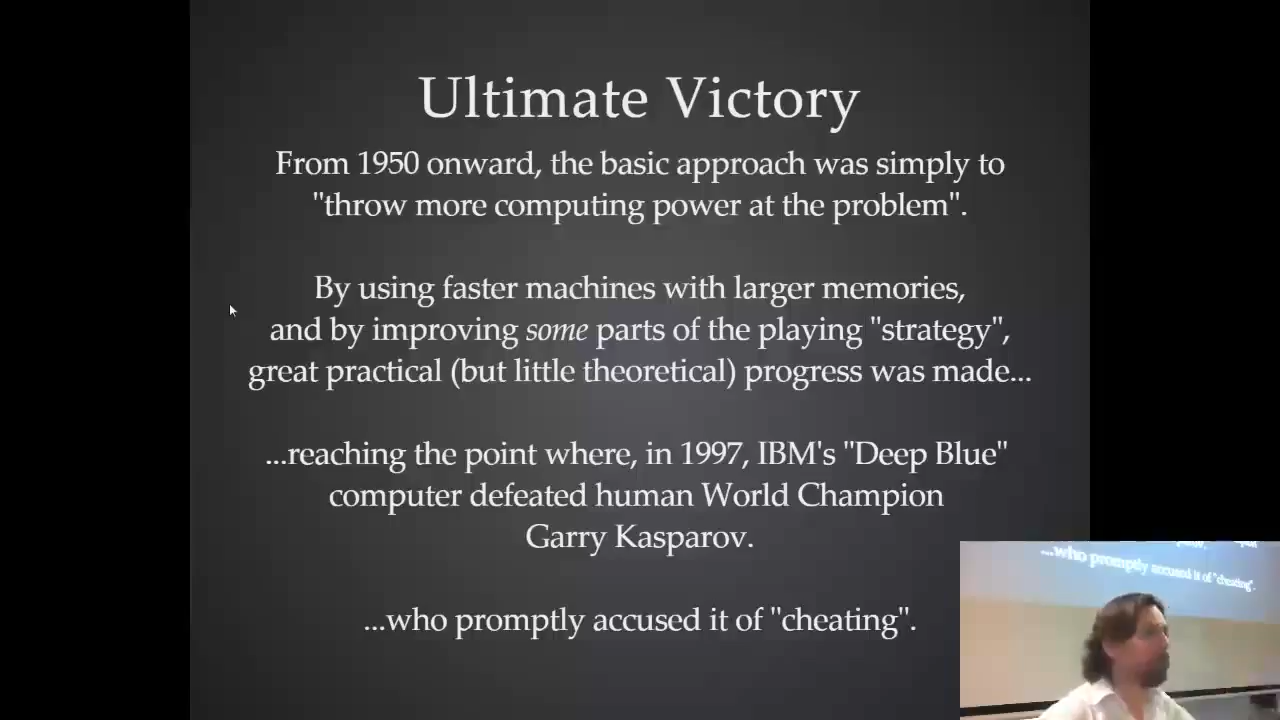 Ultimate Victory
From 1950 onward, the basic approach was simply to
"throw more computing power at the problem".
By using faster machines with larger memories,
and by improving some parts of the playing "strategy",
great practical (but little theoretical) progress was made...
...reaching the point where, in 1997, IBM's "Deep Blue"
computer defeated human World Champion
Garry Kasparov.
...who promptly accused it of "cheating".
...who promptly accused it of "cheating".